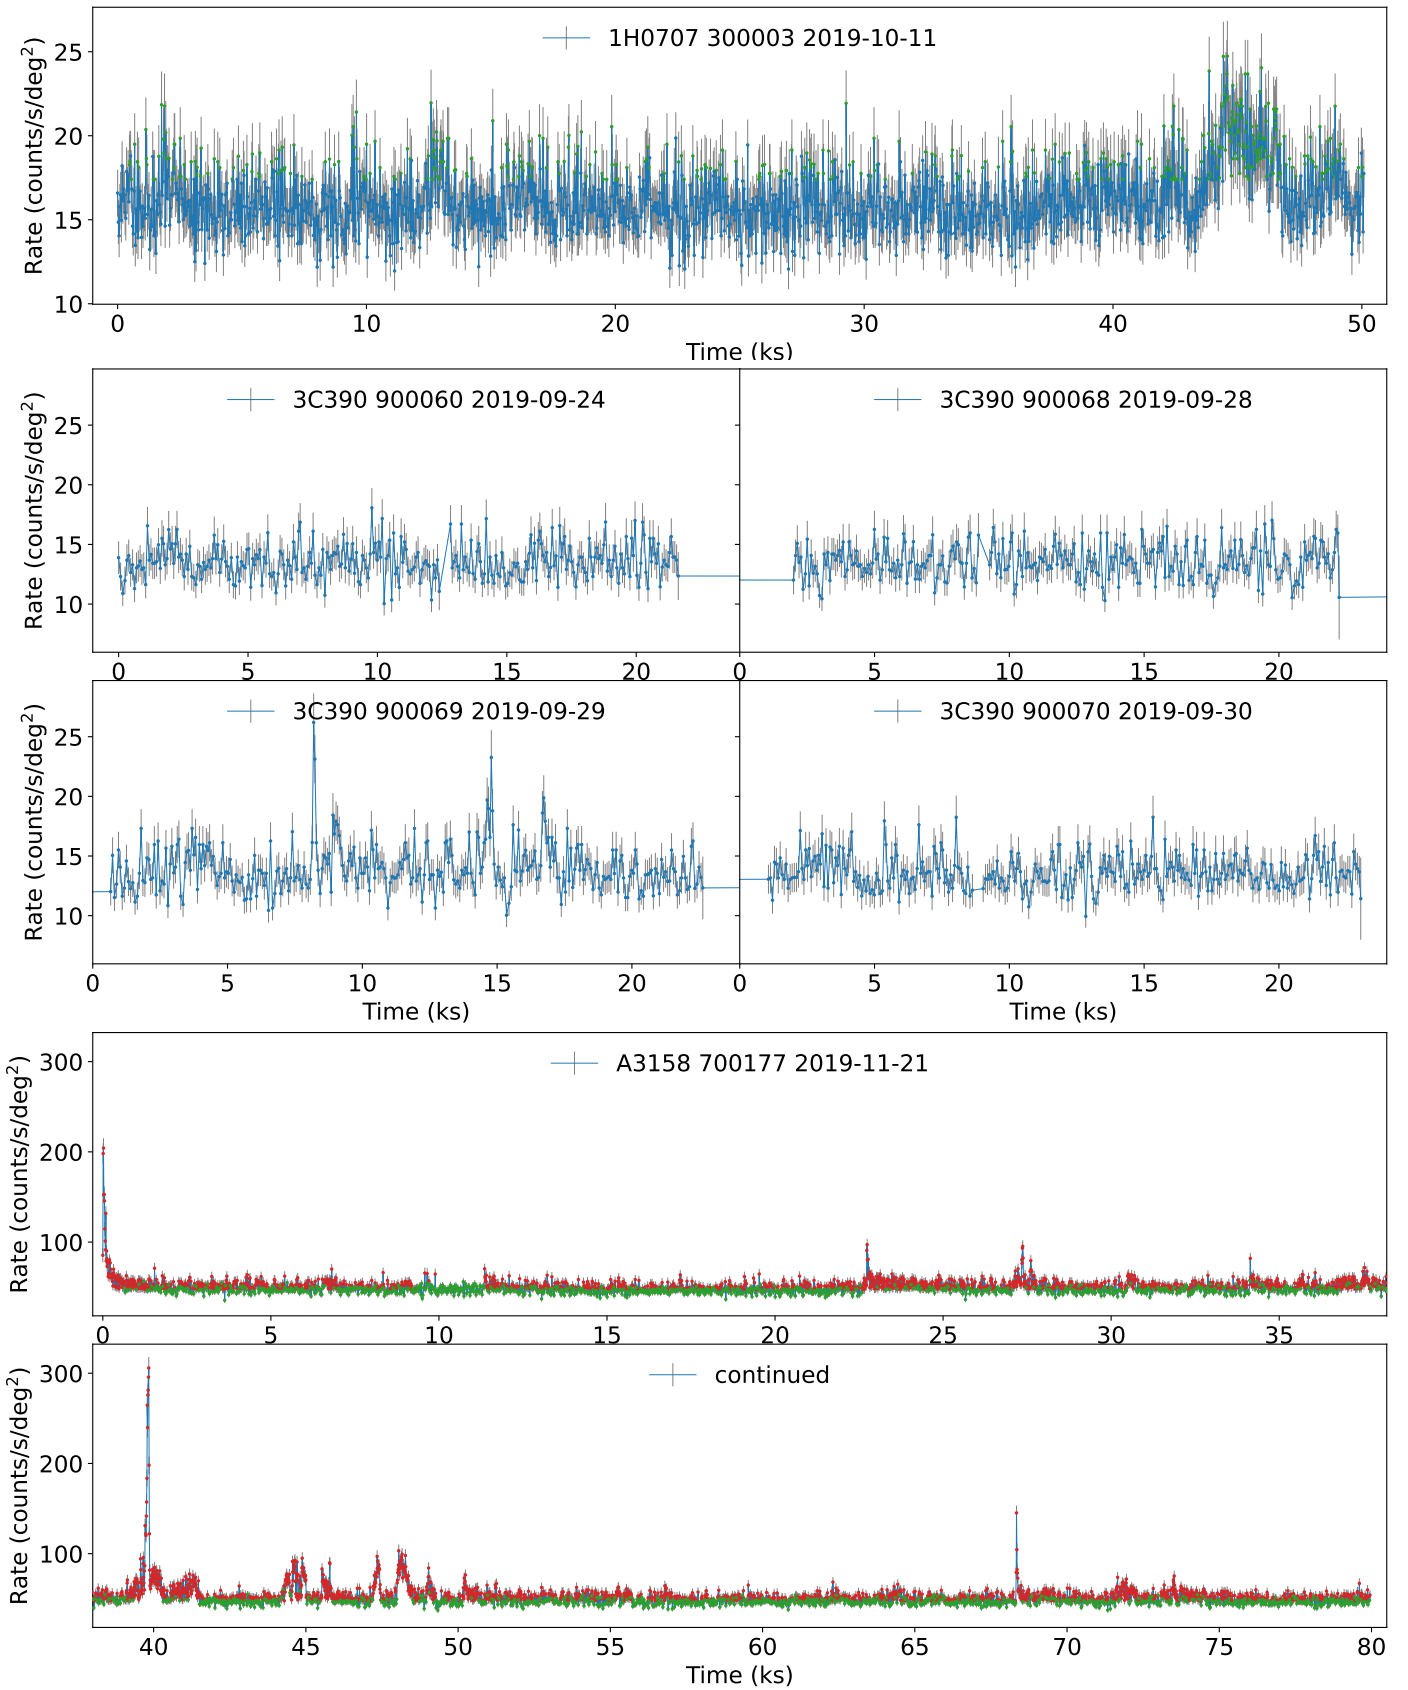 1H0707 300003 2019-10-11
Rate (counts/s/deg²)
25
20
15
10
0 10 20 30 40 50
Time (ks)
3C390 900060 2019-09-24
3C390 900068 2019-09-28
Rate (counts/s/deg²)
25
20
15
10
0 5 10 15 20 0 5 10 15 20
3C390 900069 2019-09-29
3C390 900070 2019-09-30
Rate (counts/s/deg²)
25
20
15
10
0 5 10 15 20 0 5 10 15 20
Time (ks) Time (ks)
A3158 700177 2019-11-21
Rate (counts/s/deg²)
300
200
100
0 5 10 15 20 25 30 35
continued
Rate (counts/s/deg²)
300
200
100
40 45 50 55 60 65 70 75 80
Time (ks)